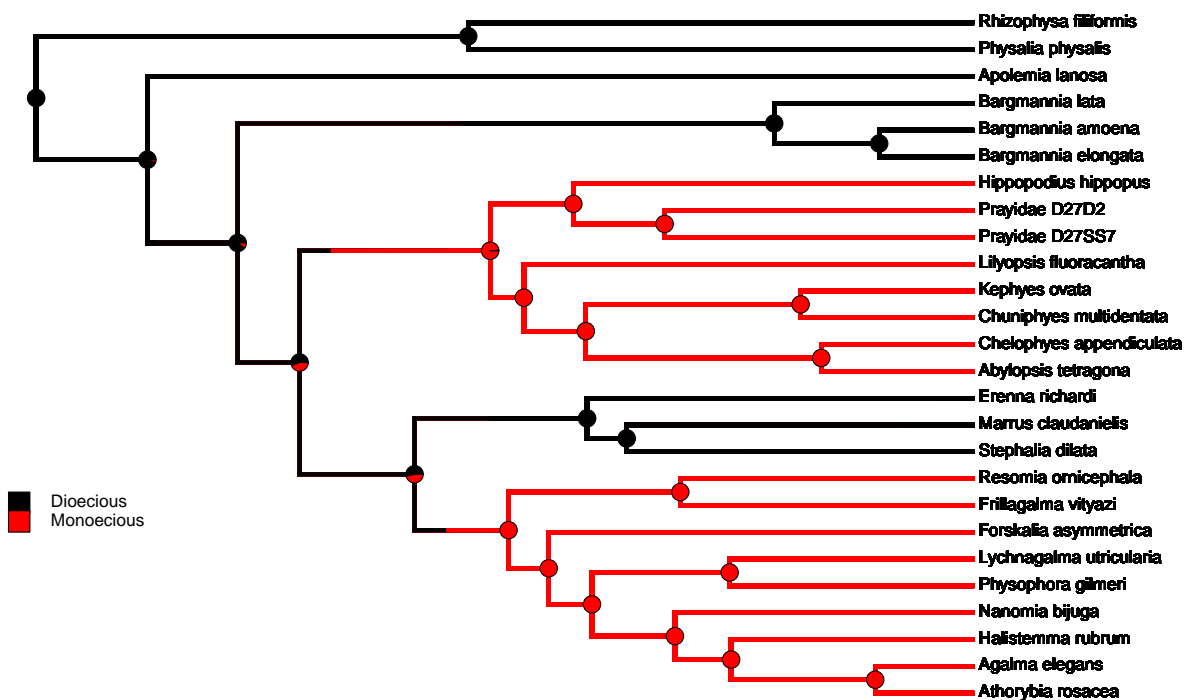 Rhizophysa filiformis
Physalia physalis
Apolemia lanosa
Bargmannia lata
Bargmannia amoena
Bargmannia elongata
Hippopodius hippopus
Prayidae D27D2
Prayidae D27SS7
Lilyopsis fluoracantha
Kephyes ovata
Chuniphyes multidentata
Chelophyes appendiculata
Abylopsis tetragona
Erenna richardi
Marrus claudanielis
Stephalia dilata
Resomia ornicephala
Frillagalma vityazi
Forskalia asymmetrica
Lychnagalma utricularia
Physophora gilmeri
Nanomia bijuga
Halistemma rubrum
Agalma elegans
Athorybia rosacea
Dioecious
Monoecious